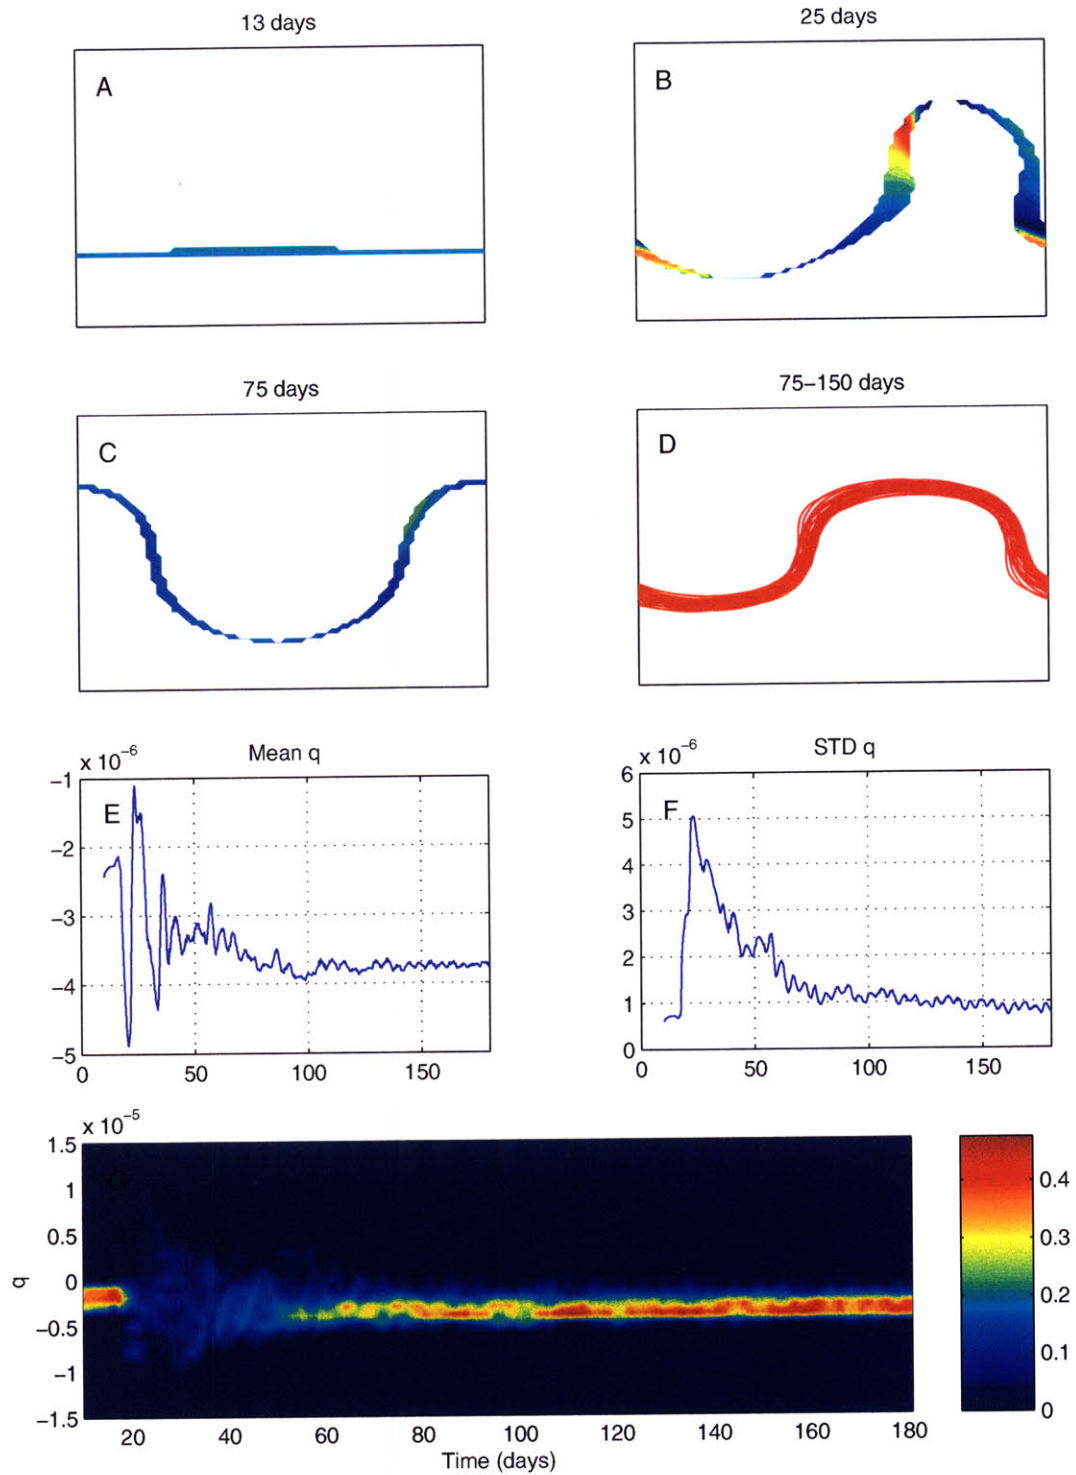 13 days
25 days
A
B
75 days
75–150 days
C
D
x 10⁻⁶
Mean q
x 10⁻⁶
STD q
E
F
−1
−2
−3
−4
−5
0
50
100
150
6
5
4
3
2
1
0
0
50
100
150
x 10⁻⁵
G
1.5
1
0.5
0
−0.5
−1
−1.5
q
20
40
60
80
100
120
140
160
180
Time (days)
0.4
0.3
0.2
0.1
0